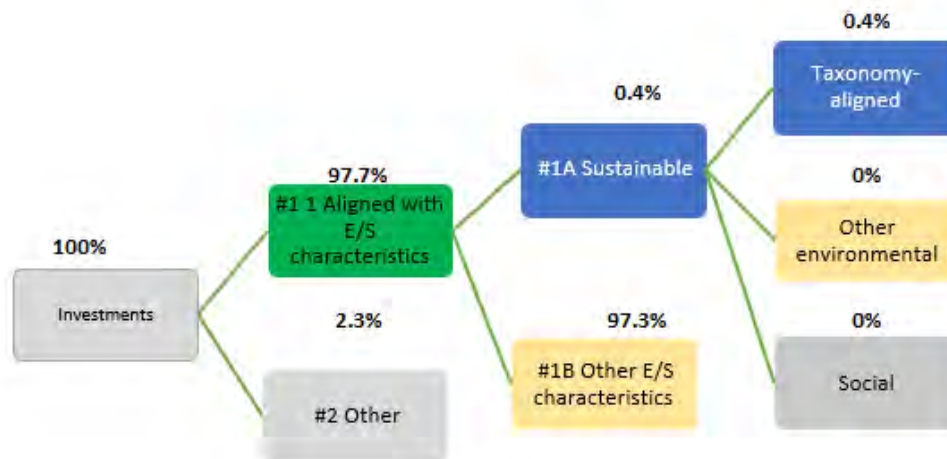 0.4%
Taxonomy-
aligned
0.4%
#1A Sustainable
97.7%
#1 1 Aligned with
E/S
characteristics
0%
Other
environmental
100%
Investments
2.3%
#2 Other
97.3%
#1B Other E/S
characteristics
0%
Social